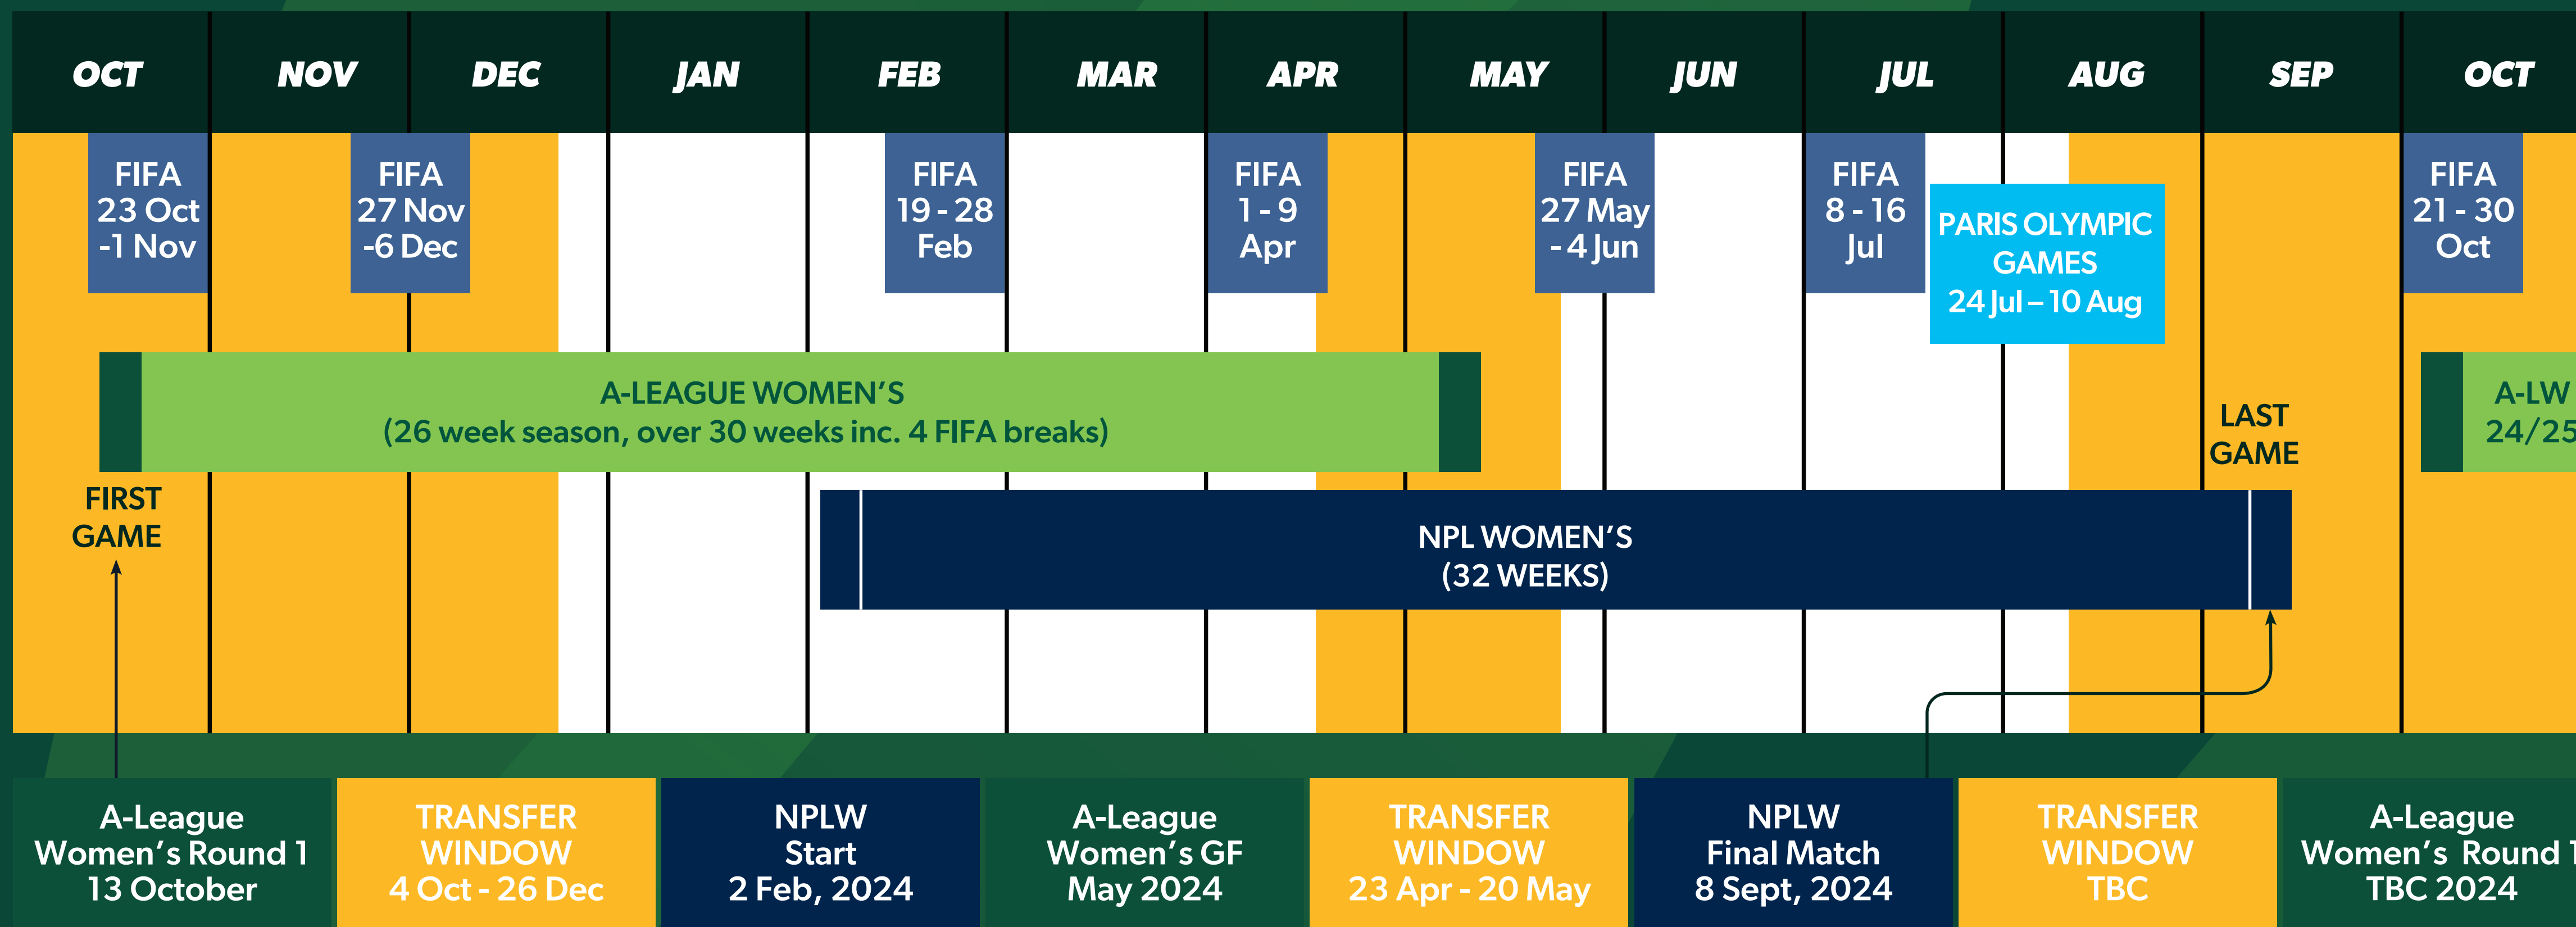 OCT NOV DEC JAN FEB MAR APR MAY JUN JUL AUG SEP OCT
FIFA
23 Oct
-1 Nov
FIFA
27 Nov
-6 Dec
FIFA
19 - 28
Feb
FIFA
1 - 9
Apr
FIFA
27 May
- 4 Jun
FIFA
8 - 16
Jul
PARIS OLYMPIC
GAMES
24 Jul – 10 Aug
FIFA
21 - 30
Oct
A-LEAGUE WOMEN'S
(26 week season, over 30 weeks inc. 4 FIFA breaks)
A-LW
24/25
LAST
GAME
FIRST
GAME
NPL WOMEN'S
(32 WEEKS)
A-League
Women's Round 1
13 October
TRANSFER
WINDOW
4 Oct - 26 Dec
NPLW
Start
2 Feb, 2024
A-League
Women's GF
May 2024
TRANSFER
WINDOW
23 Apr - 20 May
NPLW
Final Match
8 Sept, 2024
TRANSFER
WINDOW
TBC
A-League
Women's Round 1
TBC 2024